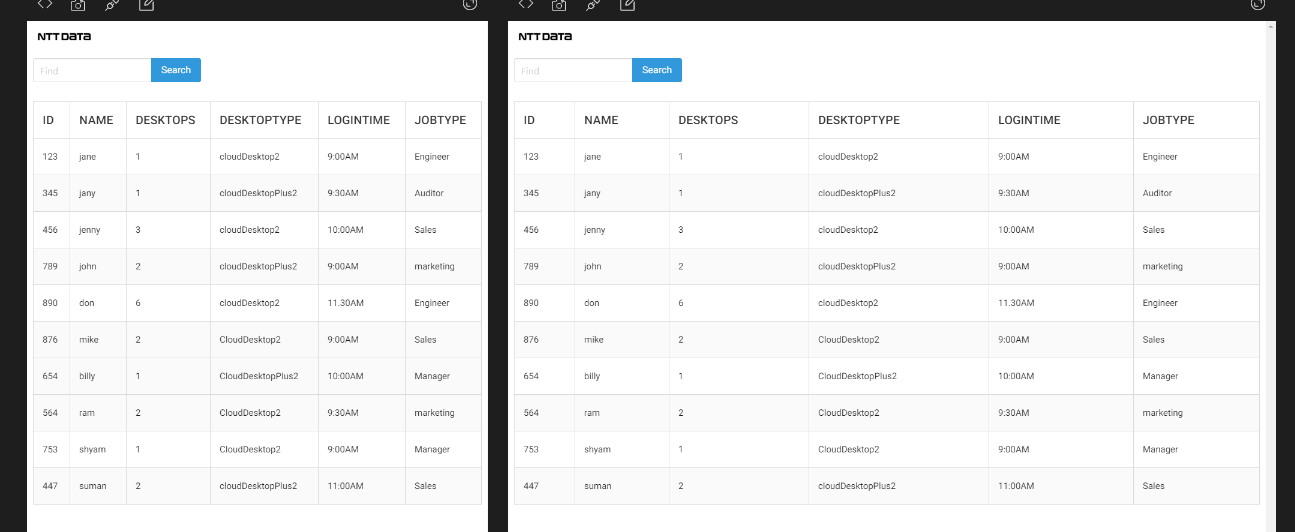 NTT DATA
Find Search
ID NAME DESKTOPS DESKTOPTYPE LOGINTIME JOBTYPE
123 jane 1 cloudDesktop2 9:00AM Engineer
345 jany 1 cloudDesktopPlus2 9:30AM Auditor
456 jenny 3 cloudDesktop2 10:00AM Sales
789 john 2 cloudDesktopPlus2 9:00AM marketing
890 don 6 cloudDesktop2 11.30AM Engineer
876 mike 2 CloudDesktop2 9:00AM Sales
654 billy 1 CloudDesktopPlus2 10:00AM Manager
564 ram 2 CloudDesktop2 9:30AM marketing
753 shyam 1 CloudDesktop2 9:00AM Manager
447 suman 2 cloudDesktopPlus2 11:00AM Sales
NTT DATA
Find Search
ID NAME DESKTOPS DESKTOPTYPE LOGINTIME JOBTYPE
123 jane 1 cloudDesktop2 9:00AM Engineer
345 jany 1 cloudDesktopPlus2 9:30AM Auditor
456 jenny 3 cloudDesktop2 10:00AM Sales
789 john 2 cloudDesktopPlus2 9:00AM marketing
890 don 6 cloudDesktop2 11.30AM Engineer
876 mike 2 CloudDesktop2 9:00AM Sales
654 billy 1 CloudDesktopPlus2 10:00AM Manager
564 ram 2 CloudDesktop2 9:30AM marketing
753 shyam 1 CloudDesktop2 9:00AM Manager
447 suman 2 cloudDesktopPlus2 11:00AM Sales